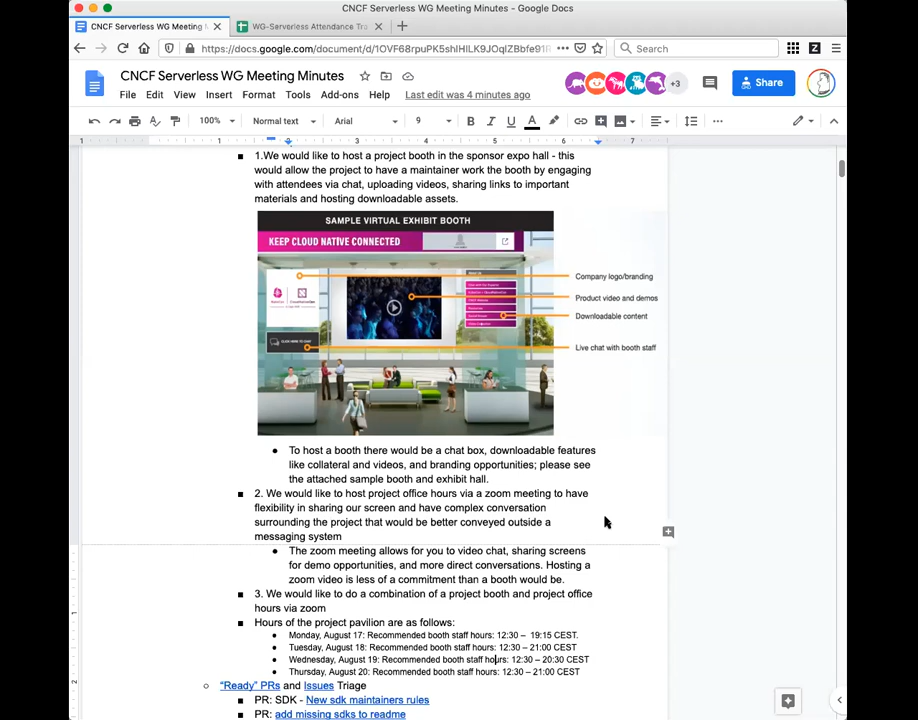 CNCF Serverless WG Meeting Minutes - Google Docs
CNCF Serverless WG Meeting
WG-Serverless Attendance Tra
https://docs.google.com/document/d/1OVF68rpuPK5shIHILK9JOqIZBbfe91
Search
CNCF Serverless WG Meeting Minutes
+3
Share
File Edit View Insert Format Tools Add-ons Help Last edit was 4 minutes ago
100% Normal text Arial 9 B I U A
1 1 2 3 4 5 6 7
1.We would like to host a project booth in the sponsor expo hall - this
would allow the project to have a maintainer work the booth by engaging
with attendees via chat, uploading videos, sharing links to important
materials and hosting downloadable assets.
SAMPLE VIRTUAL EXHIBIT BOOTH
KEEP CLOUD NATIVE CONNECTED
Company logo/branding
Product video and demos
Downloadable content
CLICK HERE TO CHAT
Live chat with booth staff
To host a booth there would be a chat box, downloadable features
like collateral and videos, and branding opportunities; please see
the attached sample booth and exhibit hall.
2. We would like to host project office hours via a zoom meeting to have
flexibility in sharing our screen and have complex conversation
surrounding the project that would be better conveyed outside a
messaging system
The zoom meeting allows for you to video chat, sharing screens
for demo opportunities, and more direct conversations. Hosting a
zoom video is less of a commitment than a booth would be.
3. We would like to do a combination of a project booth and project office
hours via zoom
Hours of the project pavilion are as follows:
Monday, August 17: Recommended booth staff hours: 12:30 – 19:15 CEST.
Tuesday, August 18: Recommended booth staff hours: 12:30 – 21:00 CEST
Wednesday, August 19: Recommended booth staff hours: 12:30 – 20:30 CEST
Thursday, August 20: Recommended booth staff hours: 12:30 – 21:00 CEST
"Ready" PRs and Issues Triage
PR: SDK - New sdk maintainers rules
PR: add missing sdks to readme